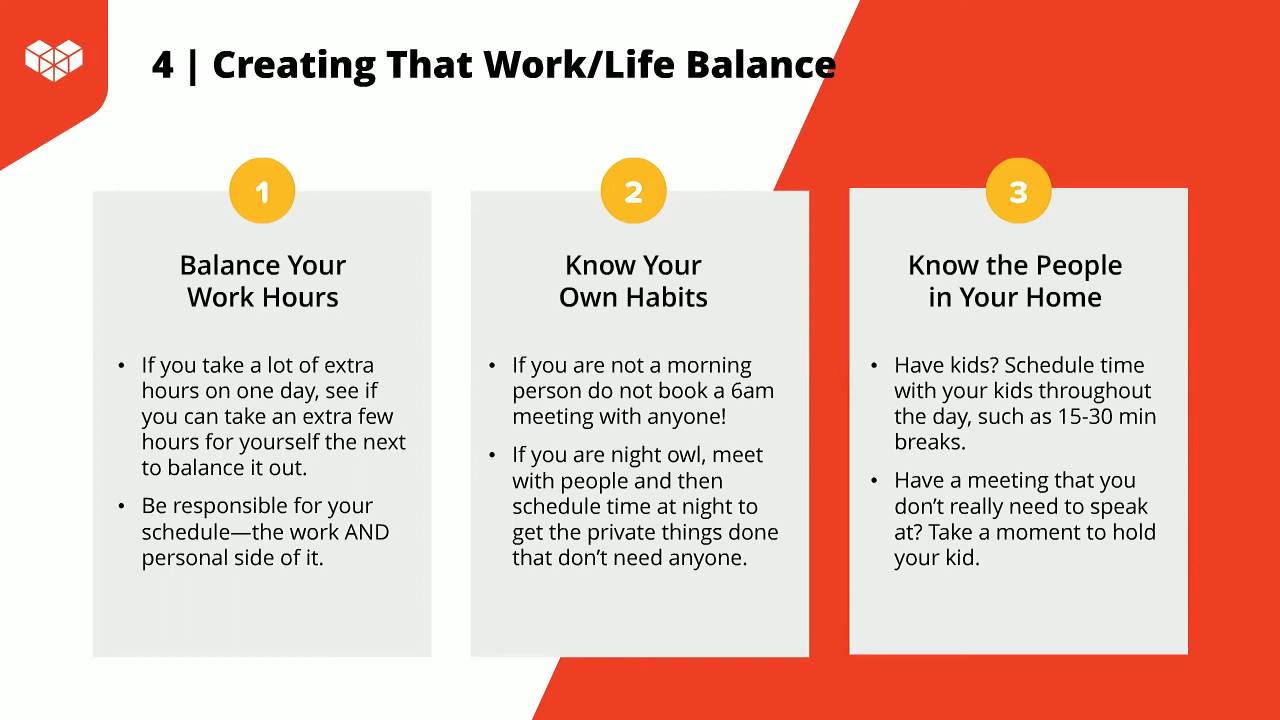 4 | Creating That Work/Life Balance
1
Balance Your
Work Hours
• If you take a lot of extra
hours on one day, see if
you can take an extra few
hours for yourself the next
to balance it out.
• Be responsible for your
schedule—the work AND
personal side of it.
2
Know Your
Own Habits
• If you are not a morning
person do not book a 6am
meeting with anyone!
• If you are night owl, meet
with people and then
schedule time at night to
get the private things done
that don’t need anyone.
3
Know the People
in Your Home
• Have kids? Schedule time
with your kids throughout
the day, such as 15-30 min
breaks.
• Have a meeting that you
don’t really need to speak
at? Take a moment to hold
your kid.